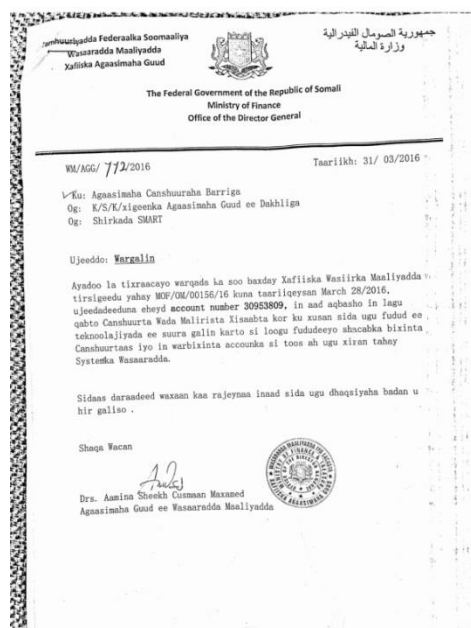 Jamhuuriyadda Federaalka Soomaaliya
Wasaaradda Maaliyadda
Xafiiska Agaasimaha Guud
جمهورية الصومال الفيدرالية
وزارة المالية
The Federal Government of the Republic of Somali
Ministry of Finance
Office of the Director General
WM/AGG/ 772/2016
Taariikh: 31/ 03/2016
Ku: Agaasimaha Canshuuraha Barriga
Og: K/S/K/xigeenka Agaasimaha Guud ee Dakhliga
Og: Shirkada SMART
Ujeeddo: Wargalin
Ayadoo la tixraacayo warqada ka soo baxday Xafiiska Wasiirka Maaliyadda
tirsigeedu yahay MOF/OM/00156/16 kuna taariiqeysan March 28/2016,
ujeedadeeduna eheyd account number 30953809, in aad aqbasho in lagu
qabto Canshuurta Wada Malirista Xisaabta kor ku xusan sida ugu fudud ee
teknoolajiyada ee suura galin karto si loogu fududeeyo shacabka bixinta
Canshuurtaas iyo in warbixinta accounka si toos ah ugu xiran tahay
Systemka Wasaaradda.
Sidaas daraadeed waxaan kaa rajeynaa inaad sida ugu dhaqsiyaha badan u
hir galiso .
Shaqa Wacan
Drs. Aamina Sheekh Cusmaan Maxamed
Agaasimaha Guud ee Wasaaradda Maaliyadda